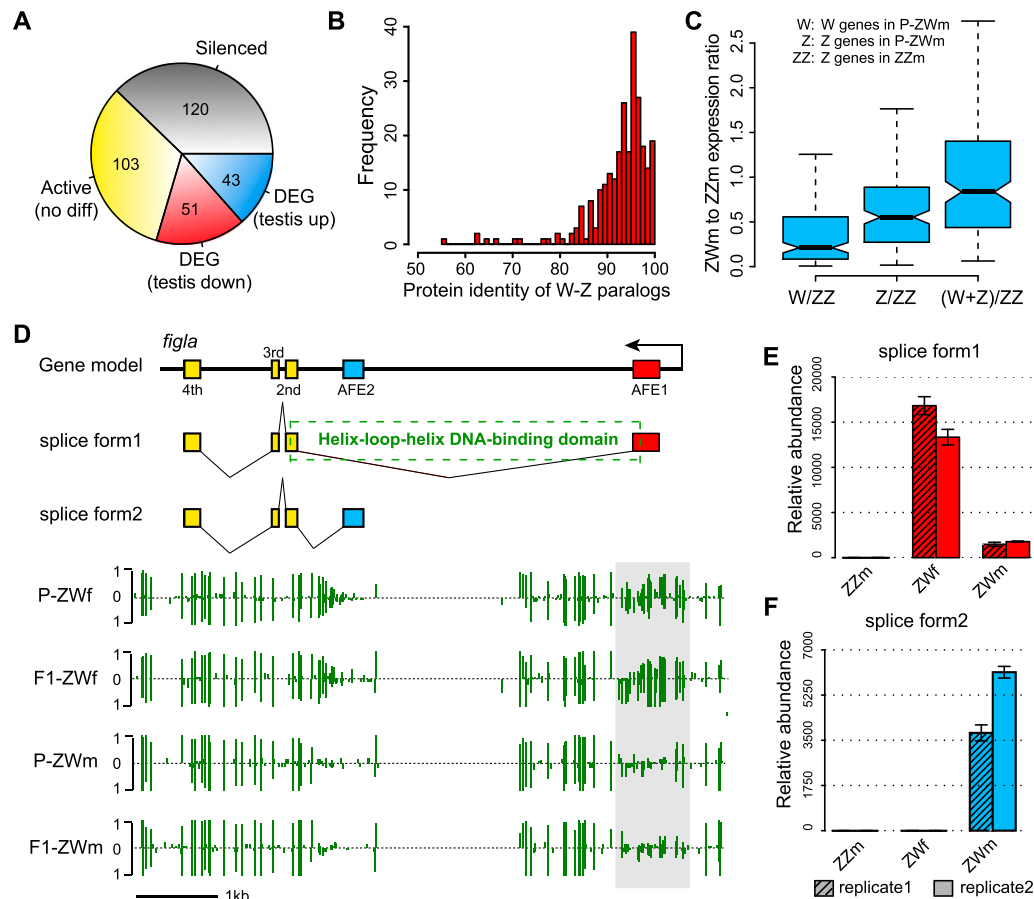 A
Silenced
120
103
43
51
Active
(no diff)
DEG
(testis up)
DEG
(testis down)
B
Frequency
0
10
20
30
40
50
60
70
80
90
100
Protein identity of W-Z paralogs
C
W: W genes in P-ZWm
Z: Z genes in P-ZWm
ZZ: Z genes in ZZm
ZWm to ZZm expression ratio
0.0
0.5
1.0
1.5
2.0
2.5
W/ZZ
Z/ZZ
(W+Z)/ZZ
D
figla
Gene model
3rd
4th
2nd
AFE2
AFE1
splice form1
Helix-loop-helix DNA-binding domain
splice form2
P-ZWf
1
0
1
F1-ZWf
1
0
1
P-ZWm
1
0
1
F1-ZWm
1
0
1
1kb
E
splice form1
Relative abundance
0
5000
10000
15000
20000
ZZm
ZWf
ZWm
F
splice form2
Relative abundance
0
1750
3500
5250
7000
ZZm
ZWf
ZWm
replicate1
replicate2